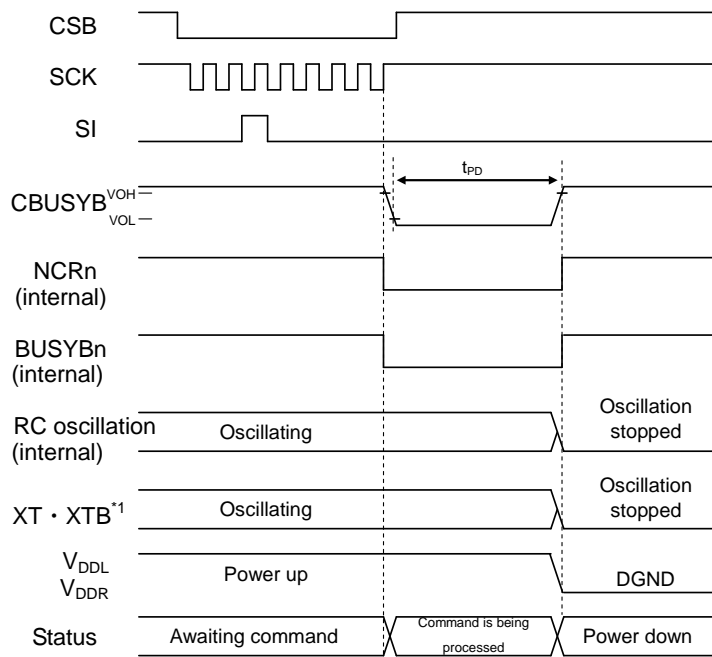 CSB
SCK
SI
tPD
CBUSYB VOH
VOL
NCRn
(internal)
BUSYBn
(internal)
RC oscillation
(internal)
Oscillating
Oscillation
stopped
XT・XTB*1
Oscillating
Oscillation
stopped
VDDL
VDDR
Power up
DGND
Status
Awaiting command
Command is being
processed
Power down